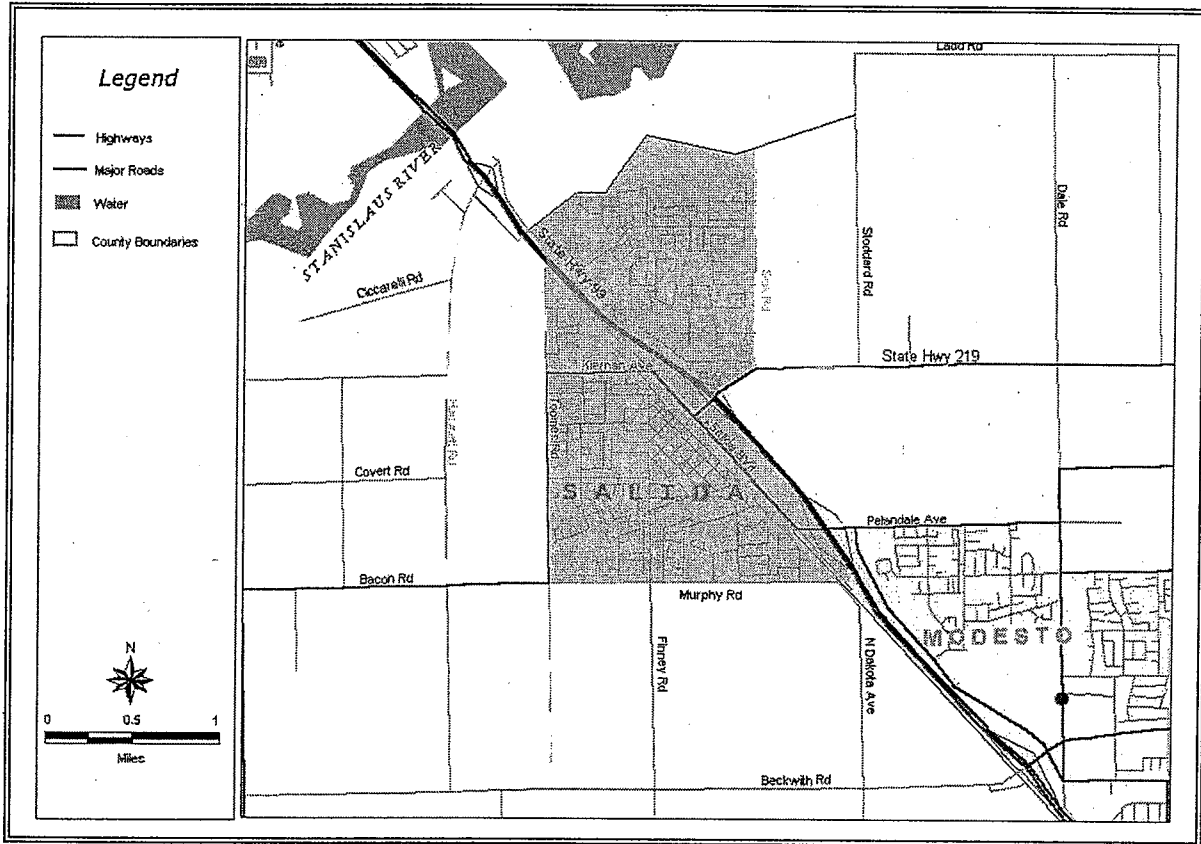 Legend
Highways
Major Roads
Water
County Boundaries
N
0 0.5 1
Miles
Ladd Rd
STANISLAUS RIVER
Dale Rd
Stoddard Rd
State Hwy 99
Ciccarelli Rd
State Hwy 219
Kiernan Ave
Toomes Rd
Covert Rd
SALIDA
Pelandale Ave
Bacon Rd
Murphy Rd
MODESTO
Finney Rd
N Dakota Ave
Beckwith Rd